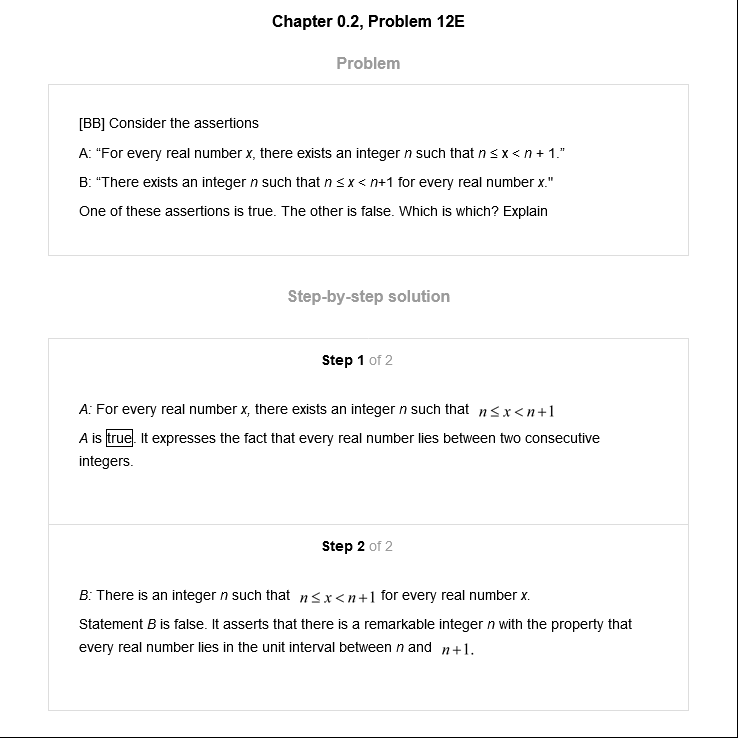 Chapter 0.2, Problem 12E
Problem
[BB] Consider the assertions
A: “For every real number x, there exists an integer n such that n ≤ x < n + 1.”
B: “There exists an integer n such that n ≤ x < n+1 for every real number x."
One of these assertions is true. The other is false. Which is which? Explain
Step-by-step solution
Step 1 of 2
A: For every real number x, there exists an integer n such that n ≤ x < n+1
A is true. It expresses the fact that every real number lies between two consecutive
integers.
Step 2 of 2
B: There is an integer n such that n ≤ x < n+1 for every real number x.
Statement B is false. It asserts that there is a remarkable integer n with the property that
every real number lies in the unit interval between n and n+1.